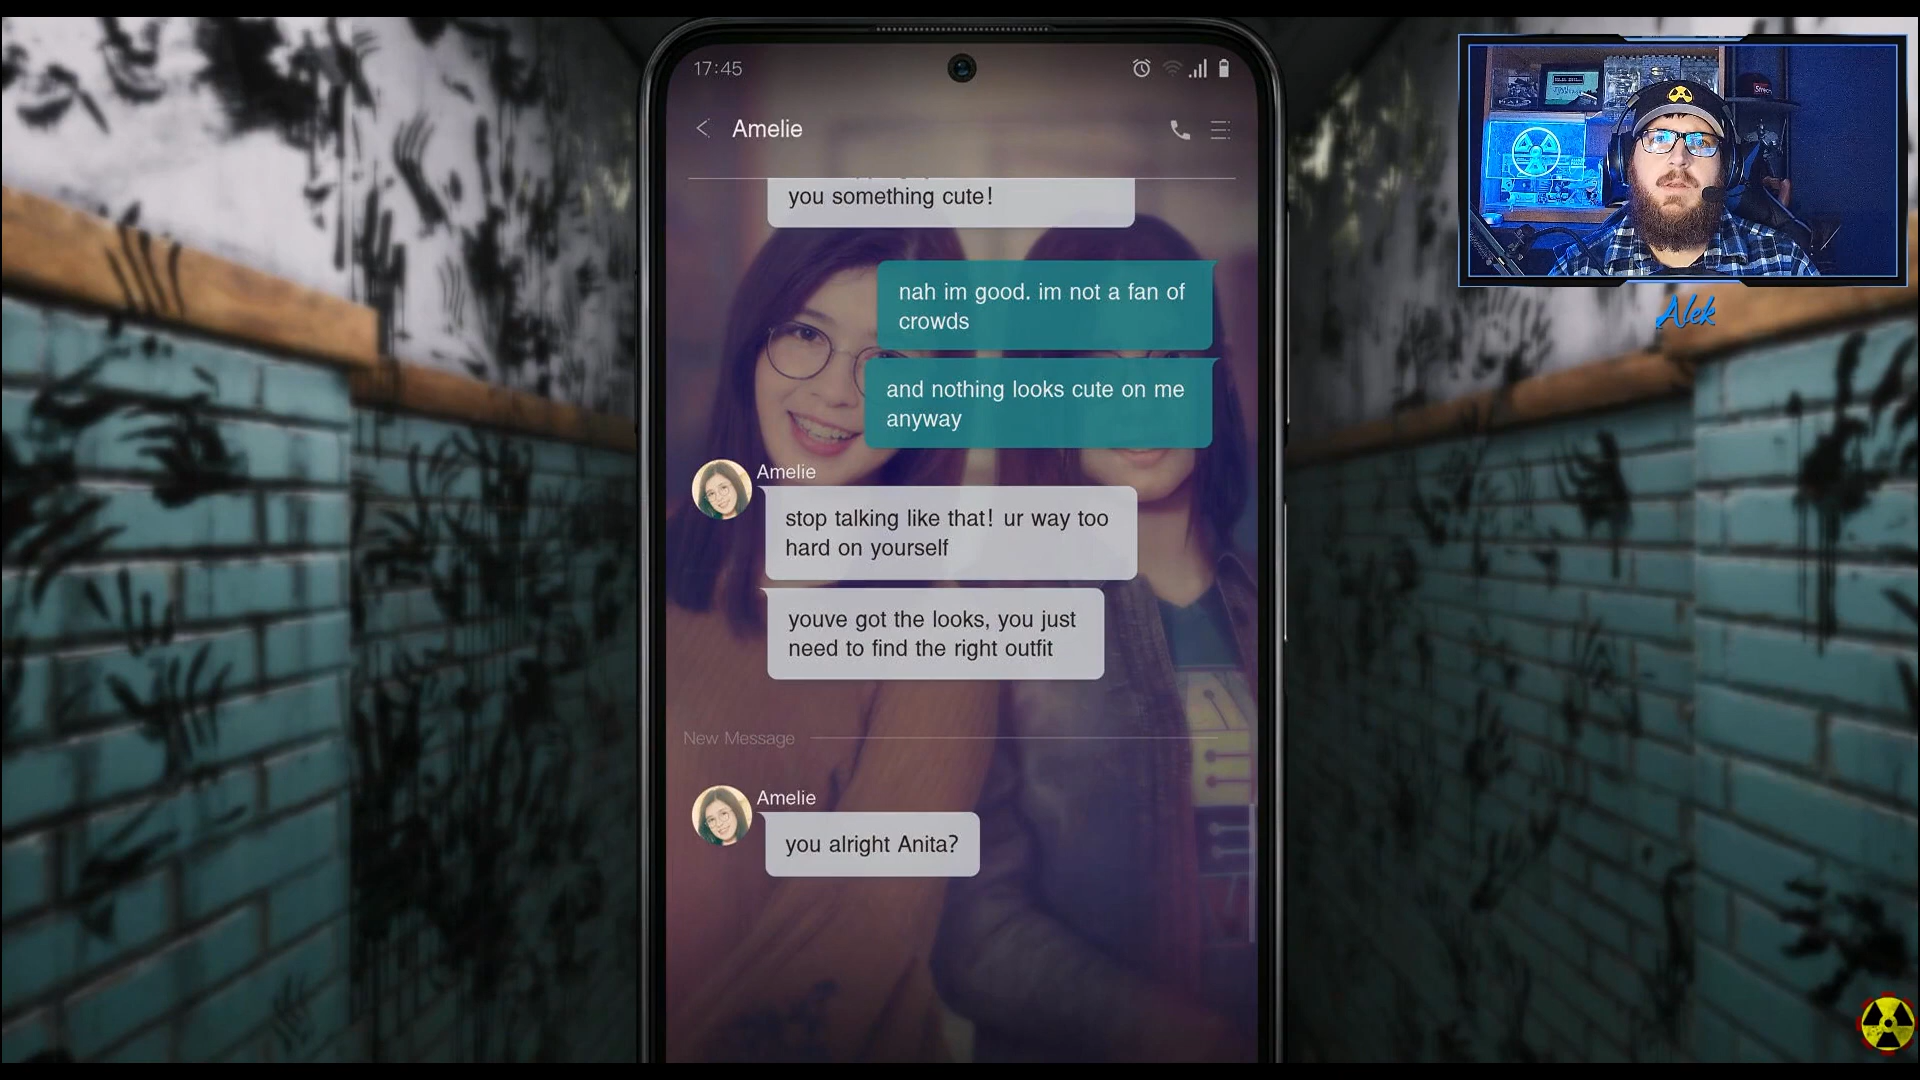 17:45
Amelie
you something cute!
nah im good. im not a fan of
crowds
and nothing looks cute on me
anyway
Amelie
stop talking like that! ur way too
hard on yourself
youve got the looks, you just
need to find the right outfit
New Message
Amelie
you alright Anita?
Alek